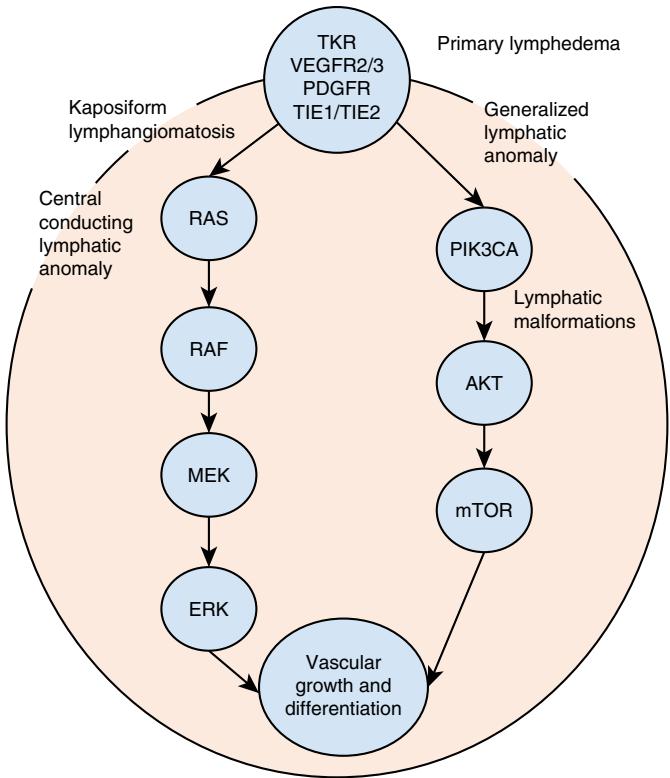 TKR
VEGFR2/3
PDGFR
TIE1/TIE2
Primary lymphedema
Kaposiform
lymphangiomatosis
Generalized
lymphatic
anomaly
Central
conducting
lymphatic
anomaly
RAS
PIK3CA
Lymphatic
malformations
RAF
AKT
MEK
mTOR
ERK
Vascular
growth and
differentiation